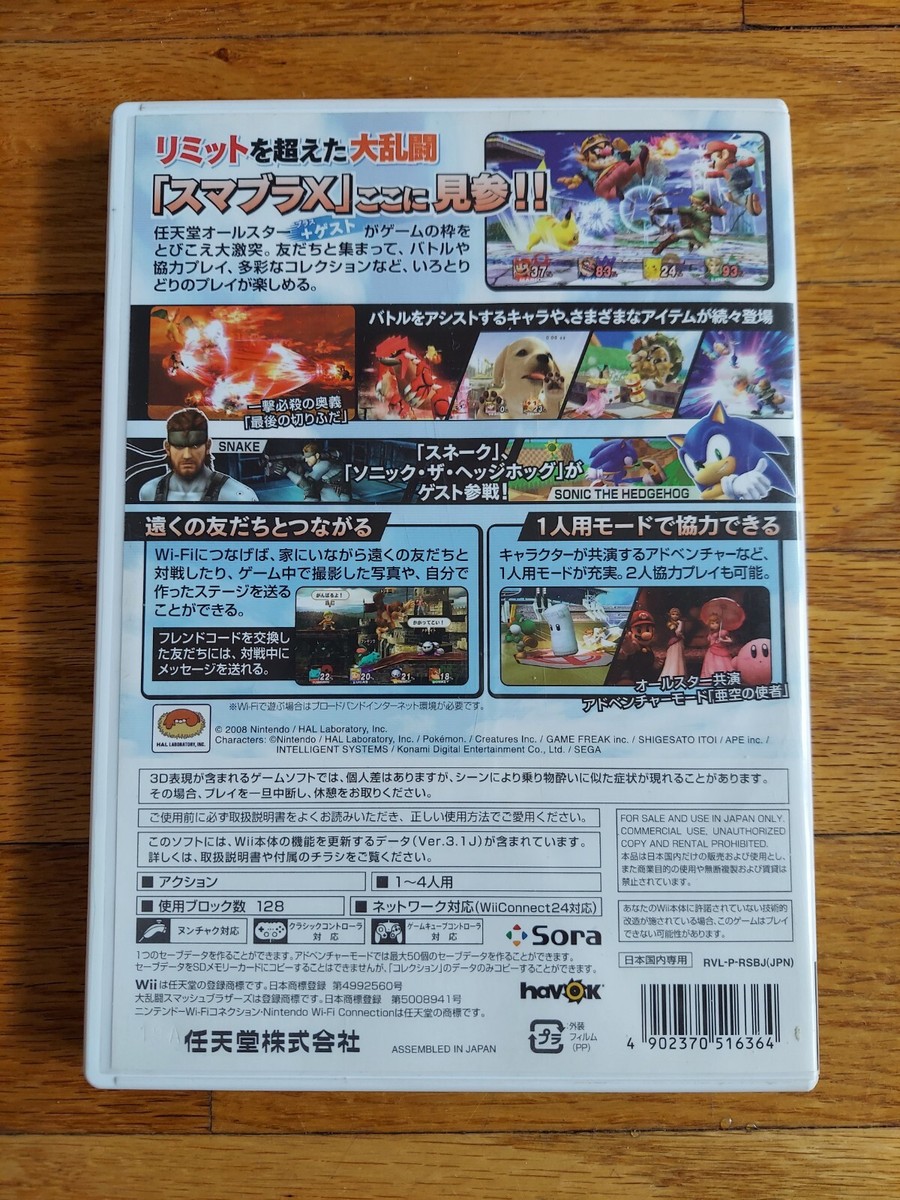 リミットを超えた大乱闘
「スマブラX」ここに見参!!
任天堂オールスター プラス +ゲスト がゲームの枠を
とびこえ大激突。友だちと集まって、バトルや
協力プレイ、多彩なコレクションなど、いろとり
どりのプレイが楽しめる。
37
83
24
93
バトルをアシストするキャラや、さまざまなアイテムが続々登場
一撃必殺の奥義
「最後の切りふだ」
SNAKE
「スネーク」、
「ソニック・ザ・ヘッジホッグ」が
ゲスト参戦!
SONIC THE HEDGEHOG
遠くの友だちとつながる
Wi-Fiにつなげば、家にいながら遠くの友だちと
対戦したり、ゲーム中で撮影した写真や、自分で
作ったステージを送る
ことができる。
フレンドコードを交換し
た友だちには、対戦中に
メッセージを送れる。
がんばるよ!
かかってこい!
22
20
21
18
※Wi-Fiで遊ぶ場合はブロードバンドインターネット環境が必要です。
1人用モードで協力できる
キャラクターが共演するアドベンチャーなど、
1人用モードが充実。2人協力プレイも可能。
オールスター共演
アドベンチャーモード「亜空の使者」
HAL LABORATORY, INC.
© 2008 Nintendo / HAL Laboratory, Inc.
Characters: ©Nintendo / HAL Laboratory, Inc. / Pokémon. / Creatures Inc. / GAME FREAK inc. / SHIGESATO ITOI / APE inc. /
INTELLIGENT SYSTEMS / Konami Digital Entertainment Co., Ltd. / SEGA
3D表現が含まれるゲームソフトでは、個人差はありますが、シーンにより乗り物酔いに似た症状が現れることがあります。
その場合、プレイを一旦中断し、休憩をお取りください。
ご使用前に必ず取扱説明書をよくお読みいただき、正しい使用方法でご愛用ください。
このソフトには、Wii本体の機能を更新するデータ(Ver.3.1J)が含まれています。
詳しくは、取扱説明書や付属のチラシをご覧ください。
■ アクション
■ 1〜4人用
■ 使用ブロック数 128
■ ネットワーク対応(WiiConnect24対応)
ヌンチャク対応
クラシックコントローラ
対 応
ゲームキューブコントローラ
対 応
Sora
FOR SALE AND USE IN JAPAN ONLY.
COMMERCIAL USE, UNAUTHORIZED
COPY AND RENTAL PROHIBITED.
本品は日本国内だけの販売および使用とし、
また商業目的の使用や無断複製および賃貸は
禁止されています。
あなたのWii本体に許諾されていない技術的
改造が施されている場合、このゲームはプレイ
できない可能性があります。
日本国内専用
RVL-P-RSBJ(JPN)
1つのセーブデータを作ることができます。アドベンチャーモードでは最大50個のセーブデータを作ることができます。
セーブデータをSDメモリーカードにコピーすることはできませんが、「コレクション」のデータのみコピーすることができます。
Wiiは任天堂の登録商標です。日本商標登録 第4992560号
大乱闘スマッシュブラザーズは登録商標です。日本商標登録 第5008941号
ニンテンドーWi-Fiコネクション・Nintendo Wi-Fi Connectionは任天堂の商標です。
havok
任天堂株式会社
ASSEMBLED IN JAPAN
プラ
外装
フィルム
(PP)
4 902370 516364